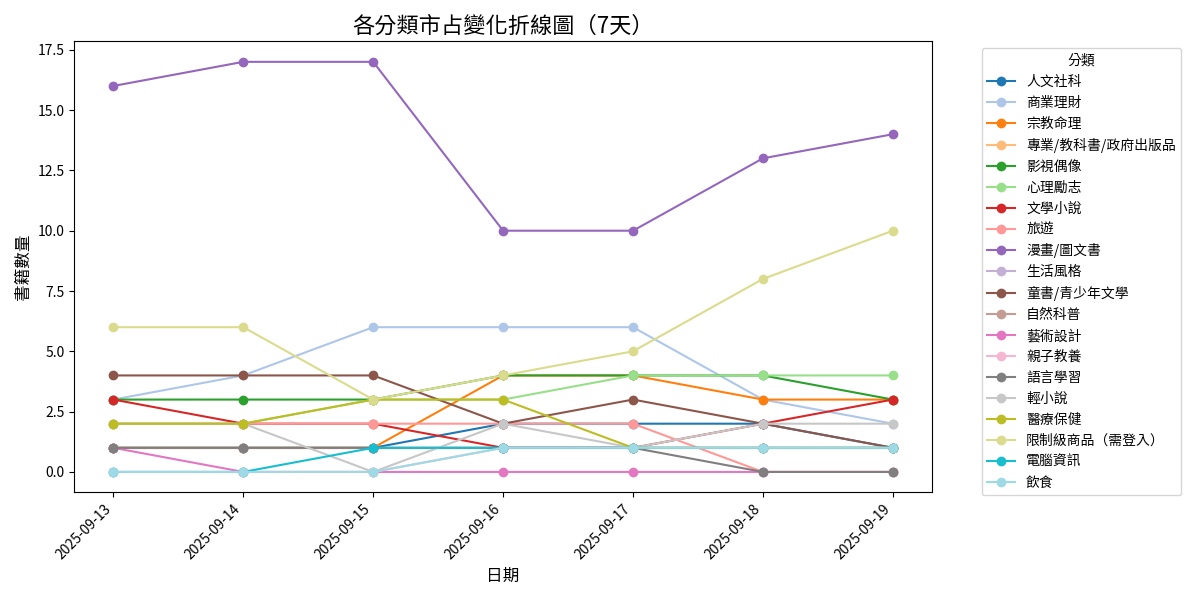 各分類市占變化折線圖（7天）
書籍數量
17.5
15.0
12.5
10.0
7.5
5.0
2.5
0.0
2025-09-13
2025-09-14
2025-09-15
2025-09-16
2025-09-17
2025-09-18
2025-09-19
日期
分類
人文社科
商業理財
宗教命理
專業/教科書/政府出版品
影視偶像
心理勵志
文學小說
旅遊
漫畫/圖文書
生活風格
童書/青少年文學
自然科普
藝術設計
親子教養
語言學習
輕小說
醫療保健
限制級商品（需登入）
電腦資訊
飲食